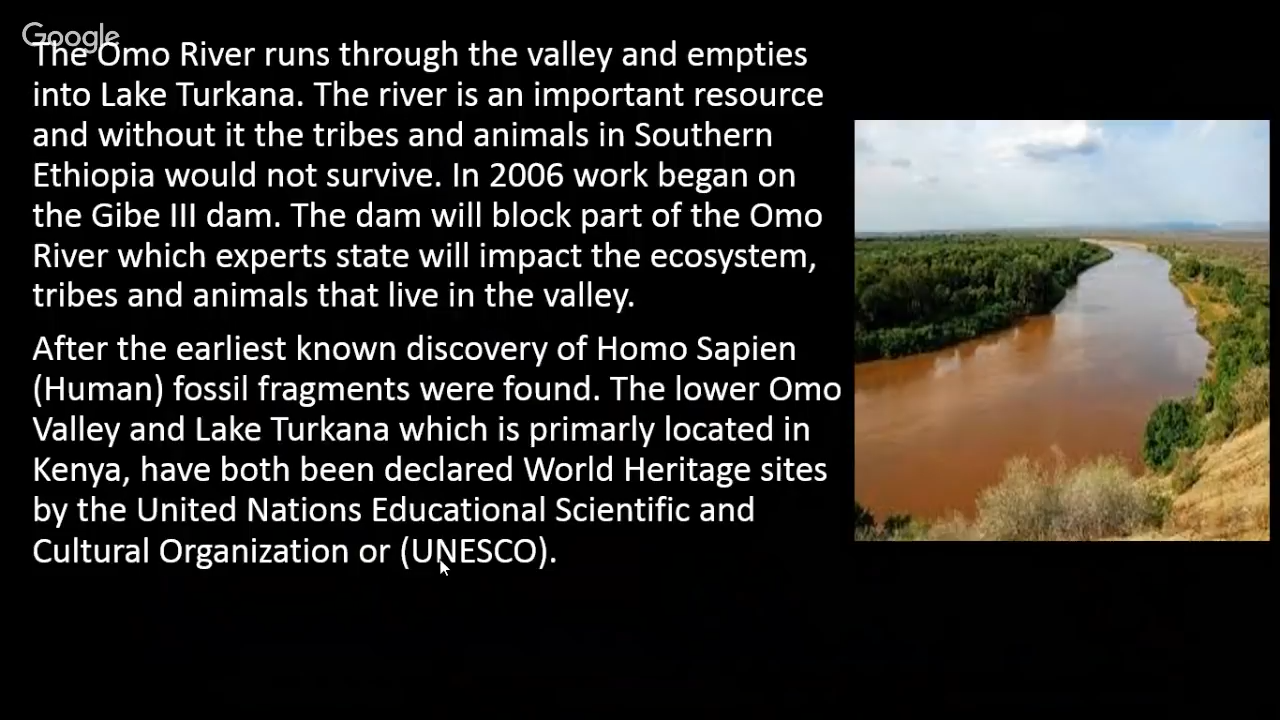 Google
The Omo River runs through the valley and empties
into Lake Turkana. The river is an important resource
and without it the tribes and animals in Southern
Ethiopia would not survive. In 2006 work began on
the Gibe III dam. The dam will block part of the Omo
River which experts state will impact the ecosystem,
tribes and animals that live in the valley.
After the earliest known discovery of Homo Sapien
(Human) fossil fragments were found. The lower Omo
Valley and Lake Turkana which is primarly located in
Kenya, have both been declared World Heritage sites
by the United Nations Educational Scientific and
Cultural Organization or (UNESCO).